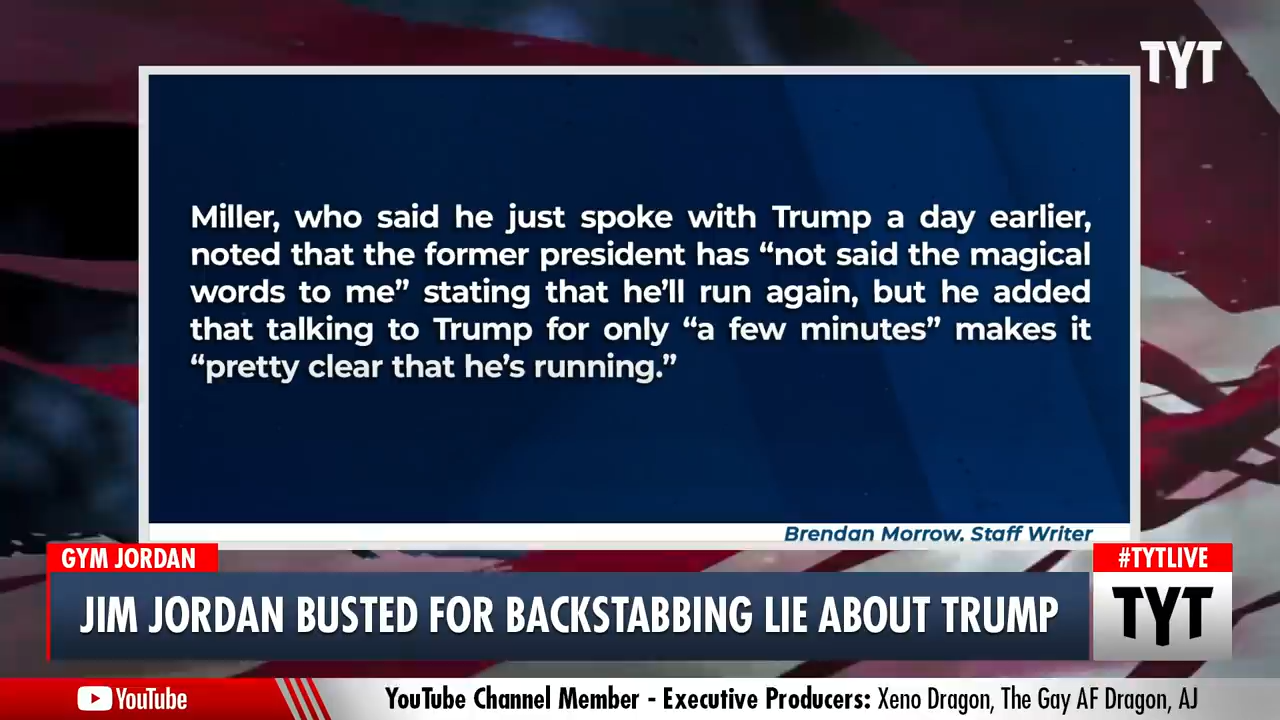 TYT
Miller, who said he just spoke with Trump a day earlier,
noted that the former president has “not said the magical
words to me” stating that he’ll run again, but he added
that talking to Trump for only “a few minutes” makes it
“pretty clear that he’s running.”
Brendan Morrow, Staff Writer
GYM JORDAN
#TYTLIVE
JIM JORDAN BUSTED FOR BACKSTABBING LIE ABOUT TRUMP
TYT
YouTube
YouTube Channel Member - Executive Producers: Xeno Dragon, The Gay AF Dragon, AJ